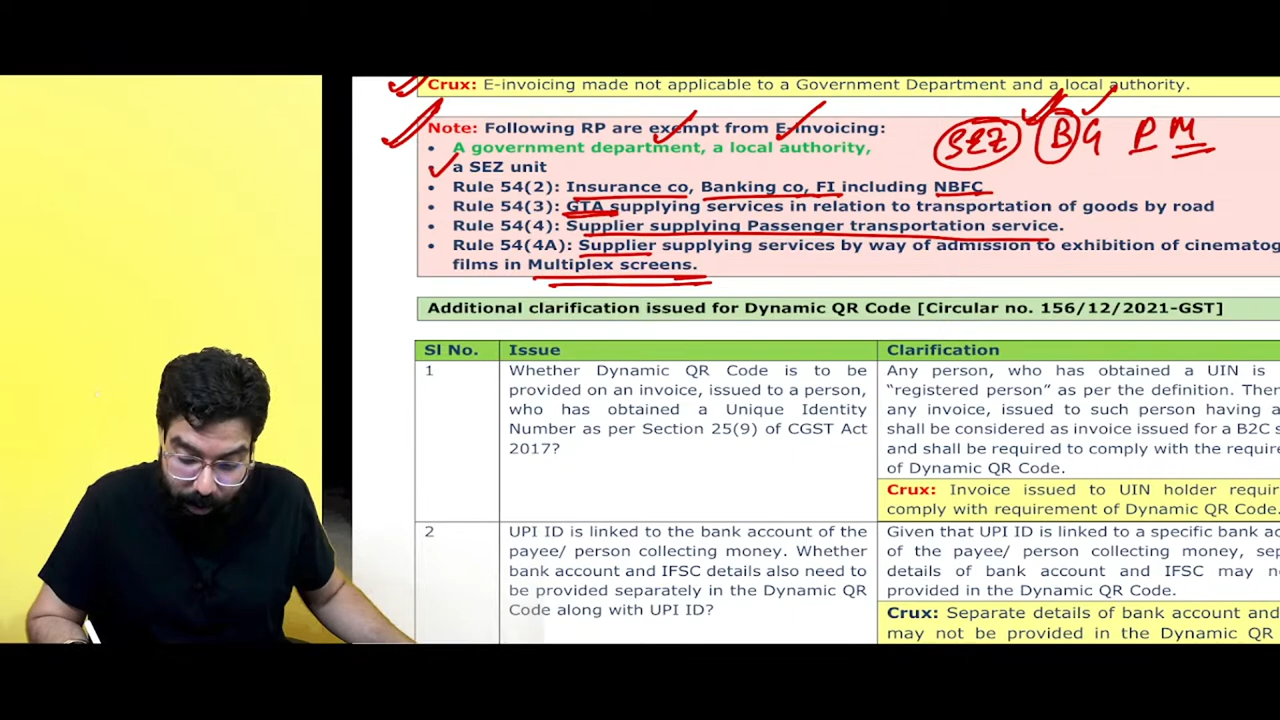 Crux: E-invoicing made not applicable to a Government Department and a local authority.
Note: Following RP are exempt from E-invoicing:
• A government department, a local authority,
a SEZ unit
• Rule 54(2): Insurance co, Banking co, FI including NBFC
• Rule 54(3): GTA supplying services in relation to transportation of goods by road
• Rule 54(4): Supplier supplying Passenger transportation service.
• Rule 54(4A): Supplier supplying services by way of admission to exhibition of cinematog
films in Multiplex screens.
SEZ B G P M
Additional clarification issued for Dynamic QR Code [Circular no. 156/12/2021-GST]
Sl No. Issue Clarification
1
Whether Dynamic QR Code is to be
provided on an invoice, issued to a person,
who has obtained a Unique Identity
Number as per Section 25(9) of CGST Act
2017?
Any person, who has obtained a UIN is
“registered person” as per the definition. Ther
any invoice, issued to such person having a
shall be considered as invoice issued for a B2C s
and shall be required to comply with the require
of Dynamic QR Code.
Crux: Invoice issued to UIN holder requir
comply with requirement of Dynamic QR Code.
2
UPI ID is linked to the bank account of the
payee/ person collecting money. Whether
bank account and IFSC details also need to
be provided separately in the Dynamic QR
Code along with UPI ID?
Given that UPI ID is linked to a specific bank ac
of the payee/ person collecting money, sep
details of bank account and IFSC may n
provided in the Dynamic QR Code.
Crux: Separate details of bank account and
may not be provided in the Dynamic QR